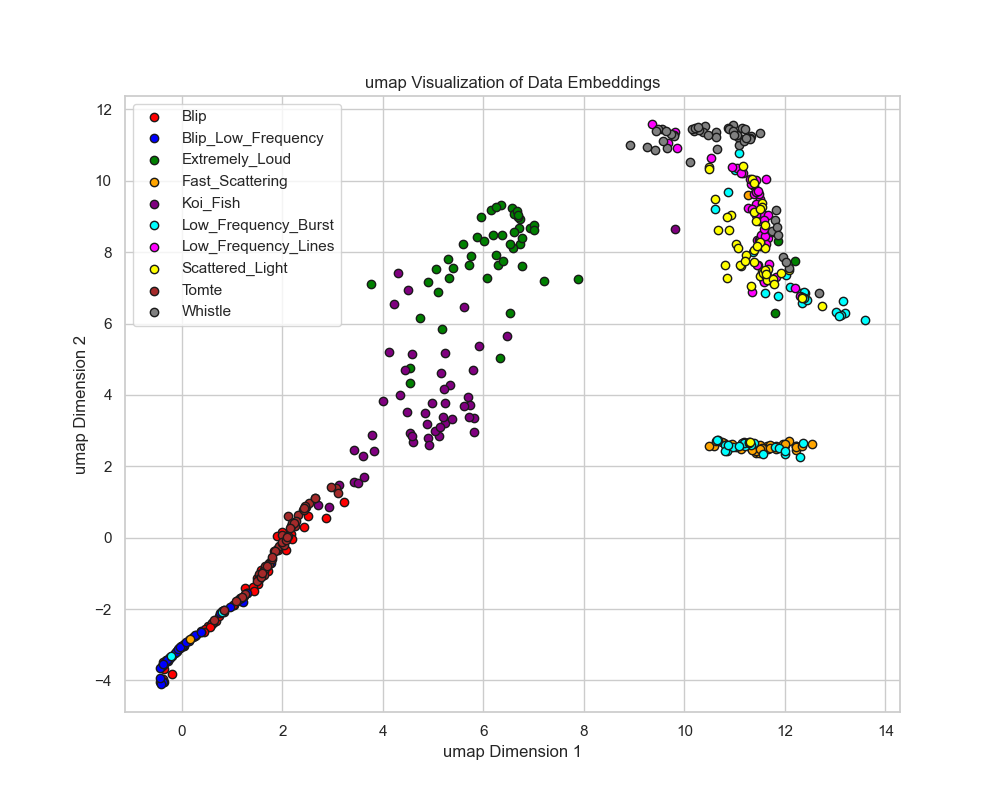 umap Visualization of Data Embeddings
12
10
8
6
4
2
0
−2
−4
umap Dimension 2
Blip
Blip_Low_Frequency
Extremely_Loud
Fast_Scattering
Koi_Fish
Low_Frequency_Burst
Low_Frequency_Lines
Scattered_Light
Tomte
Whistle
0 2 4 6 8 10 12 14
umap Dimension 1